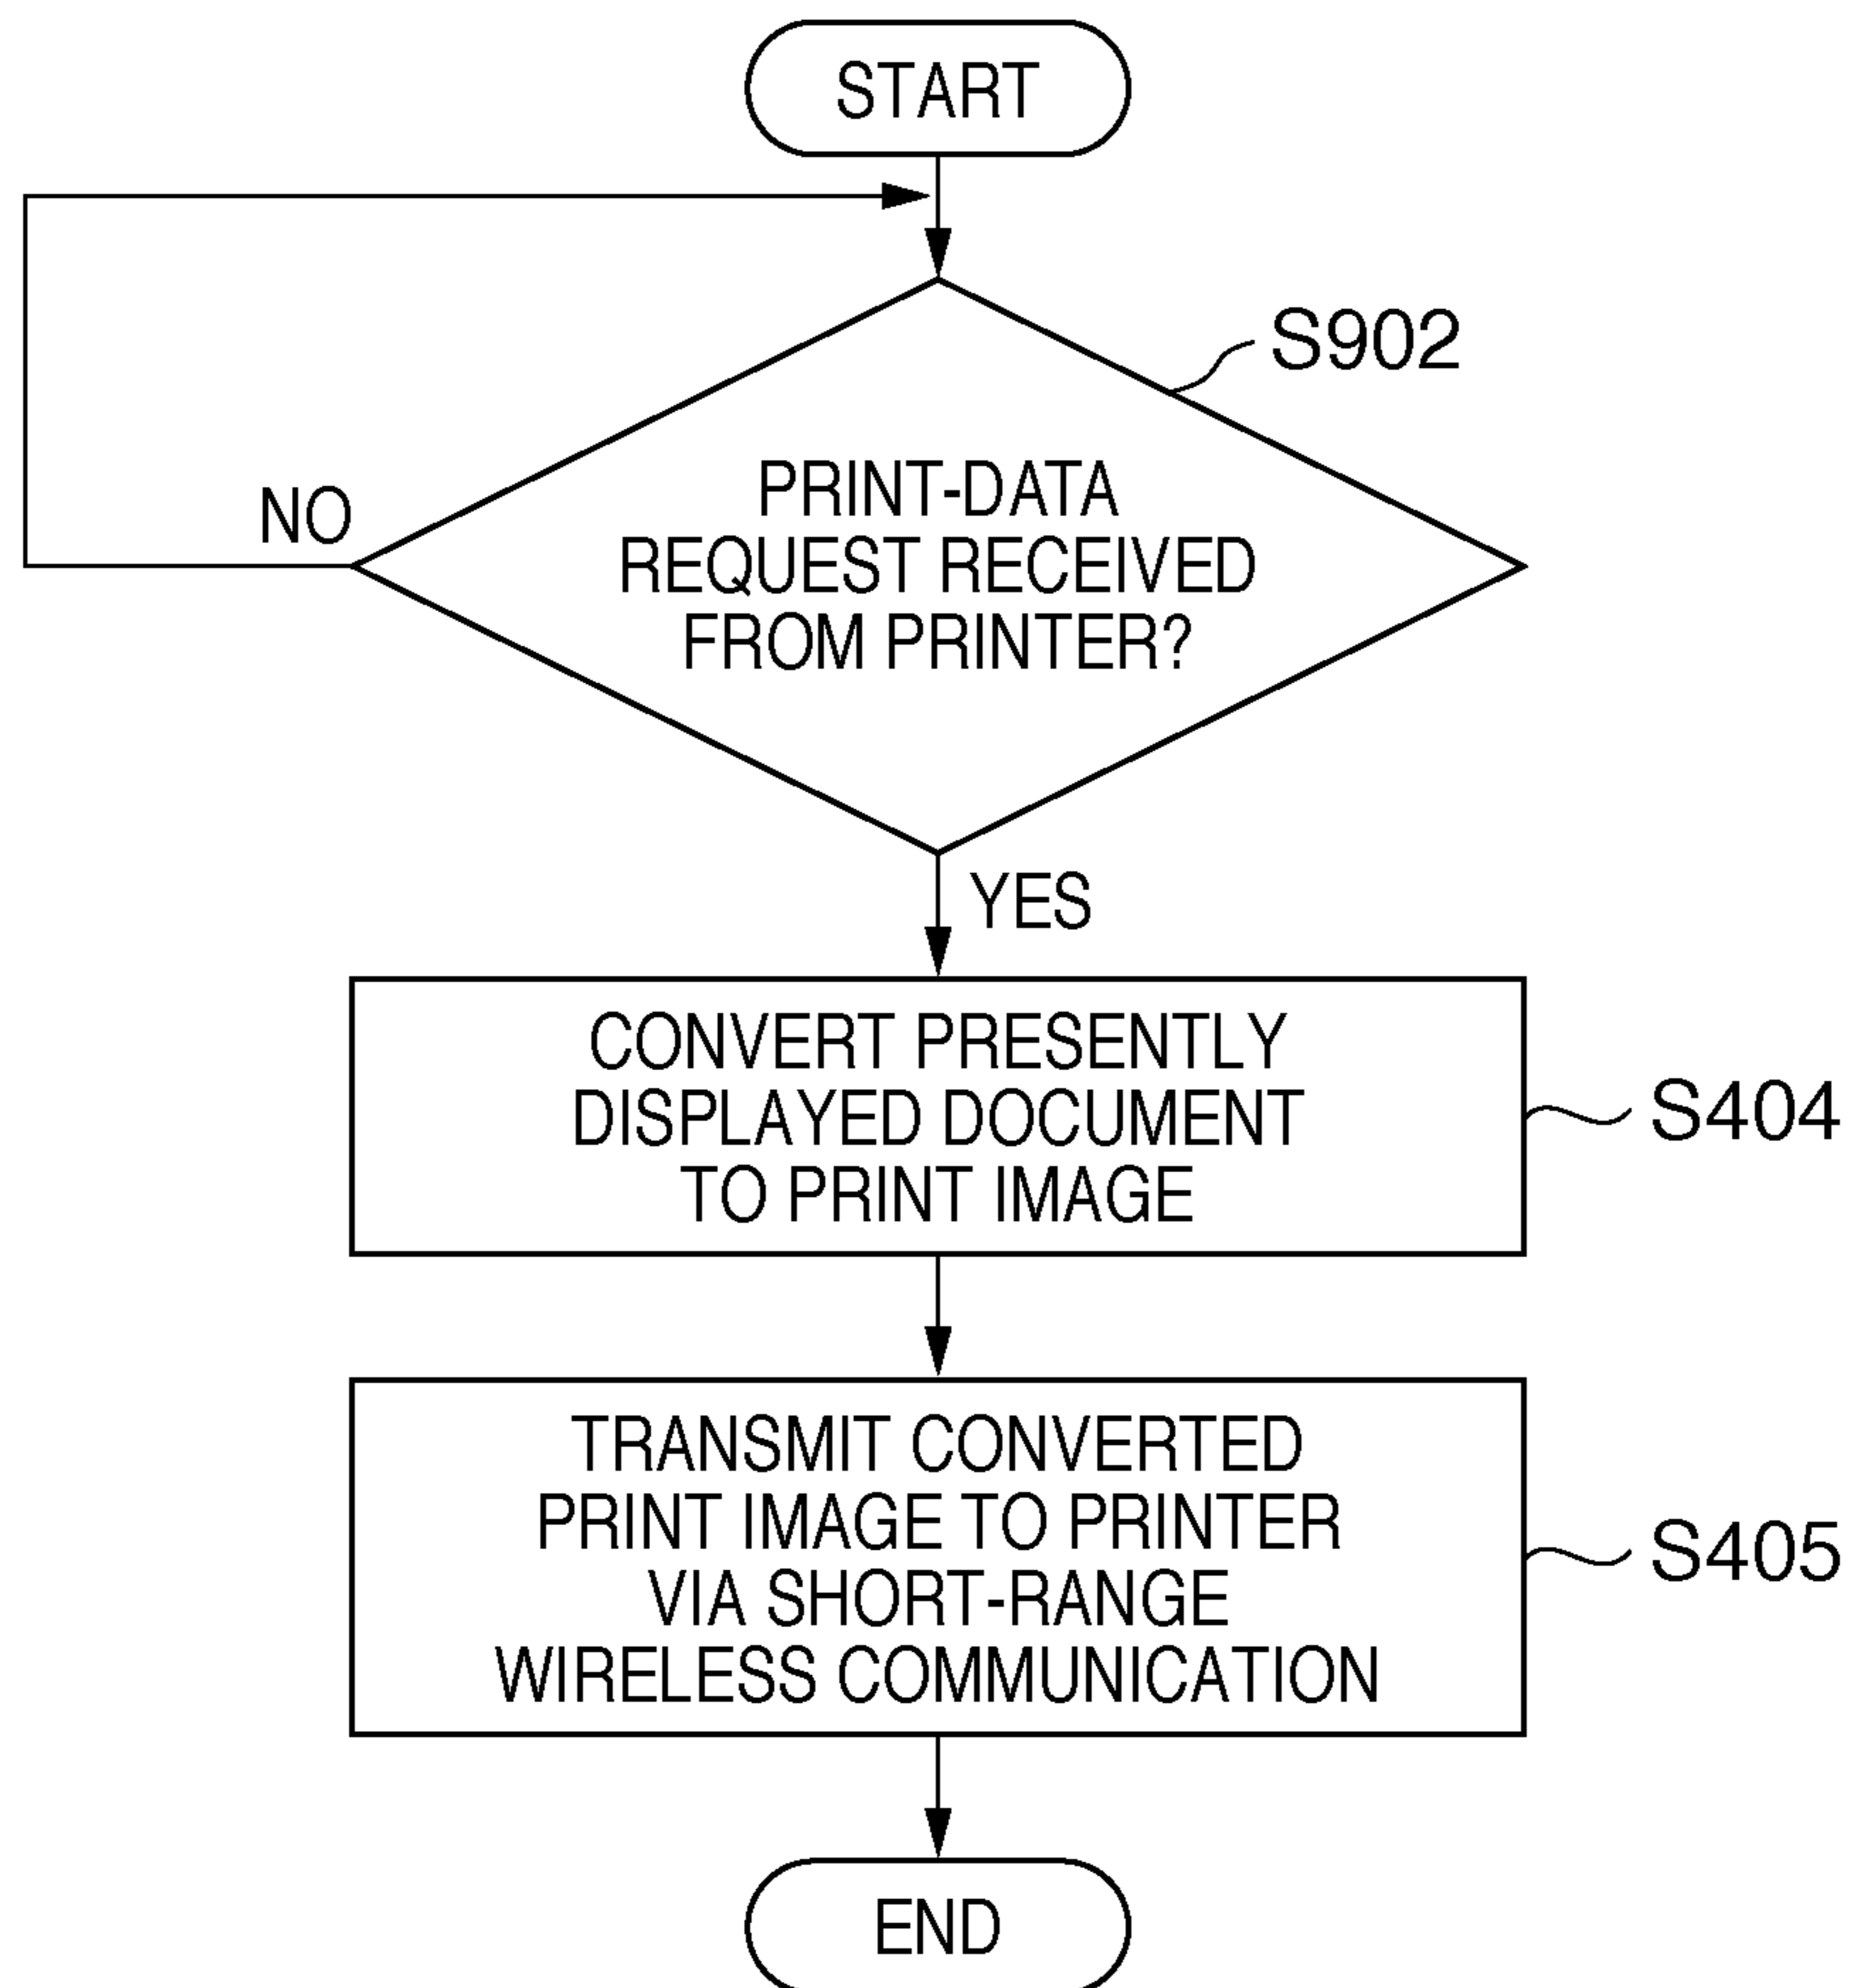 START
S902
PRINT-DATA
REQUEST RECEIVED
FROM PRINTER?
NO
YES
CONVERT PRESENTLY
DISPLAYED DOCUMENT
TO PRINT IMAGE
S404
TRANSMIT CONVERTED
PRINT IMAGE TO PRINTER
VIA SHORT-RANGE
WIRELESS COMMUNICATION
S405
END